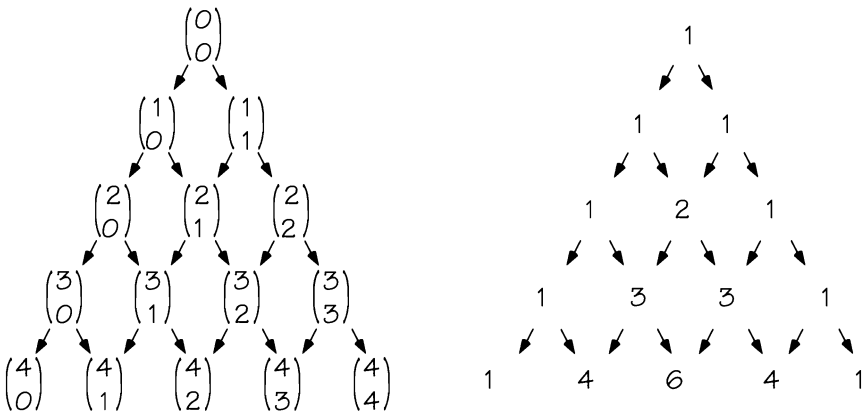 (0 0) 1
(1 0) (1 1) 1 1
(2 0) (2 1) (2 2) 1 2 1
(3 0) (3 1) (3 2) (3 3) 1 3 3 1
(4 0) (4 1) (4 2) (4 3) (4 4) 1 4 6 4 1